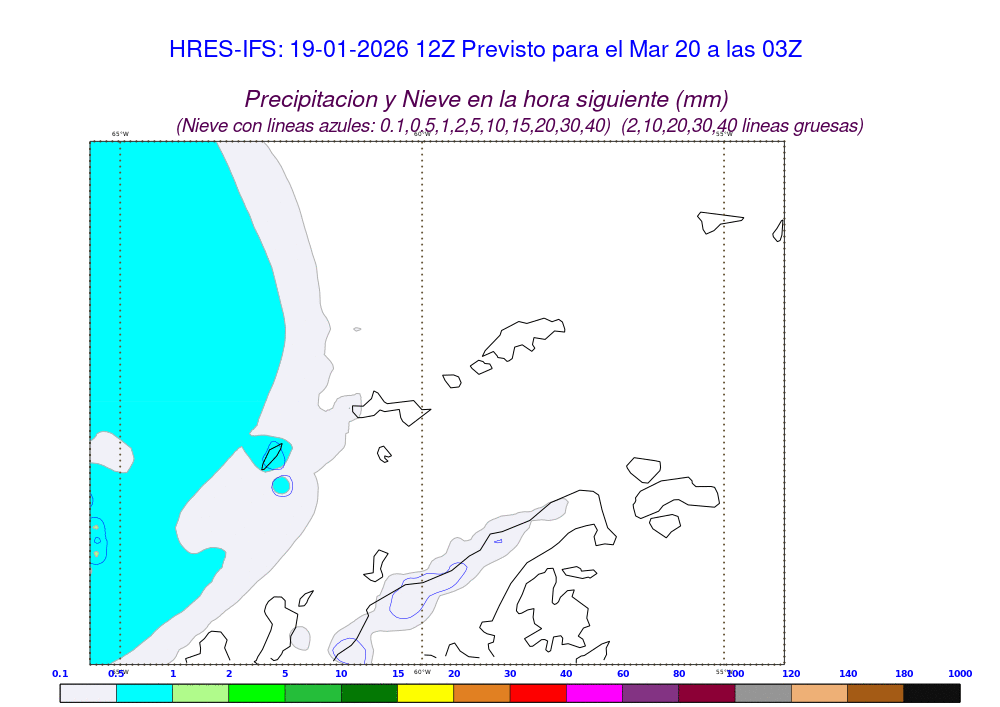 HRES-IFS: 19-01-2026 12Z Previsto para el Mar 20 a las 03Z
Precipitacion y Nieve en la hora siguiente (mm)
(Nieve con lineas azules: 0.1,0.5,1,2,5,10,15,20,30,40)  (2,10,20,30,40 lineas gruesas)
65°W 60°W 55°W
65°W 60°W 55°W
0.1 0.5 1 2 5 10 15 20 30 40 60 80 100 120 140 180 1000